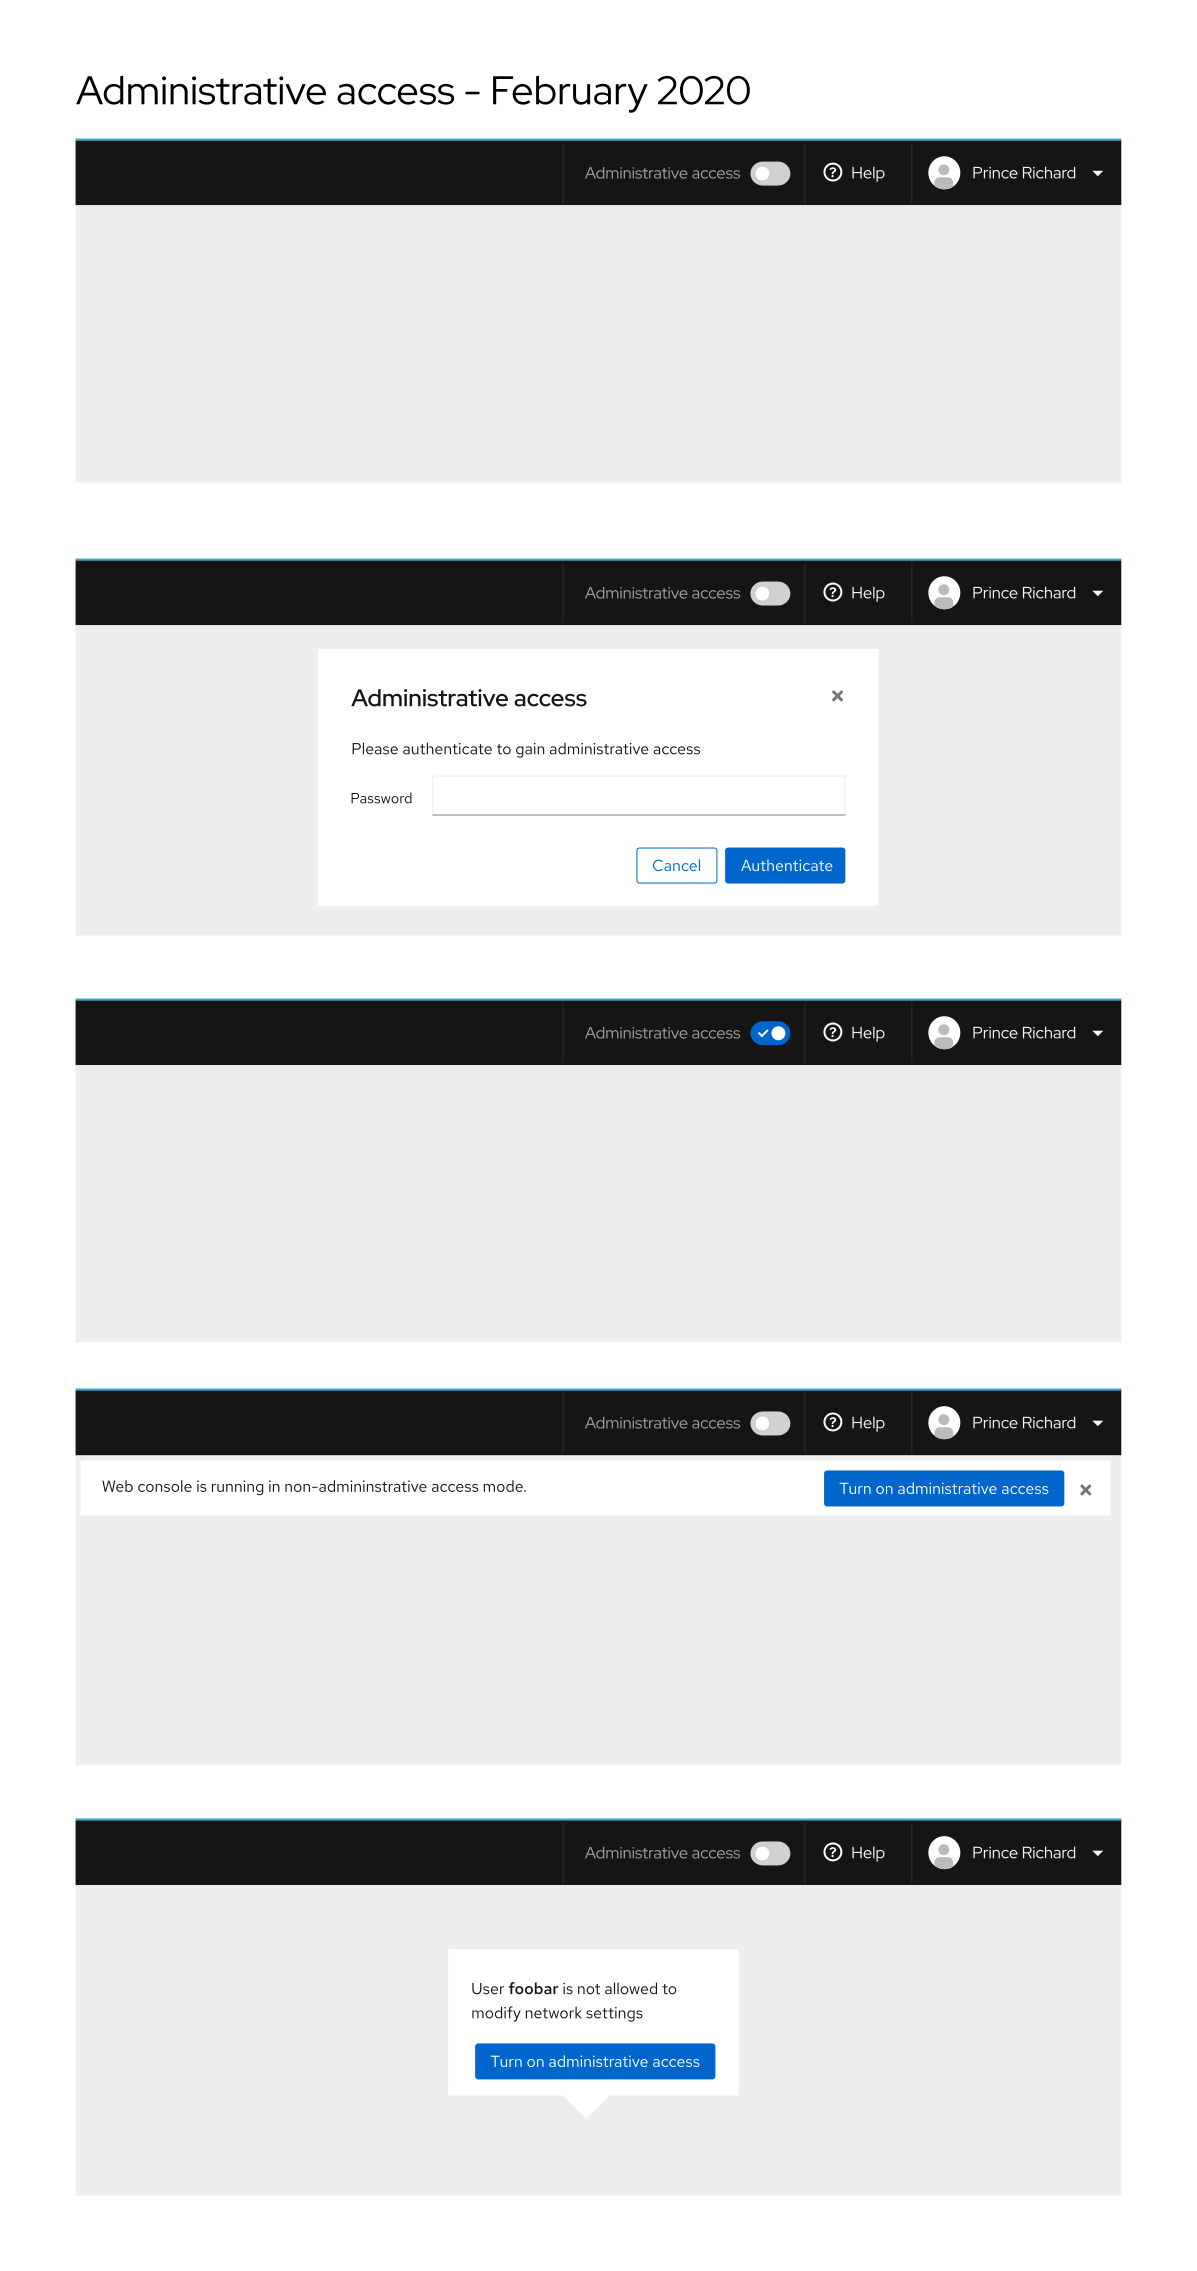 Administrative access - February 2020
Administrative access Help Prince Richard
Administrative access Help Prince Richard
Administrative access
Please authenticate to gain administrative access
Password
Cancel Authenticate
Administrative access Help Prince Richard
Administrative access Help Prince Richard
Web console is running in non-admininstrative access mode. Turn on administrative access
Administrative access Help Prince Richard
User foobar is not allowed to
modify network settings
Turn on administrative access